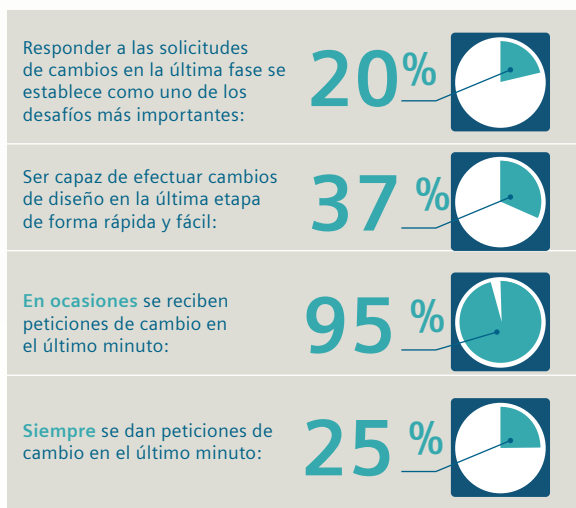 Responder a las solicitudes
de cambios en la última fase se
establece como uno de los
desafíos más importantes:
20%
Ser capaz de efectuar cambios
de diseño en la última etapa
de forma rápida y fácil:
37 %
En ocasiones se reciben
peticiones de cambio en
el último minuto:
95 %
Siempre se dan peticiones de
cambio en el último minuto:
25 %